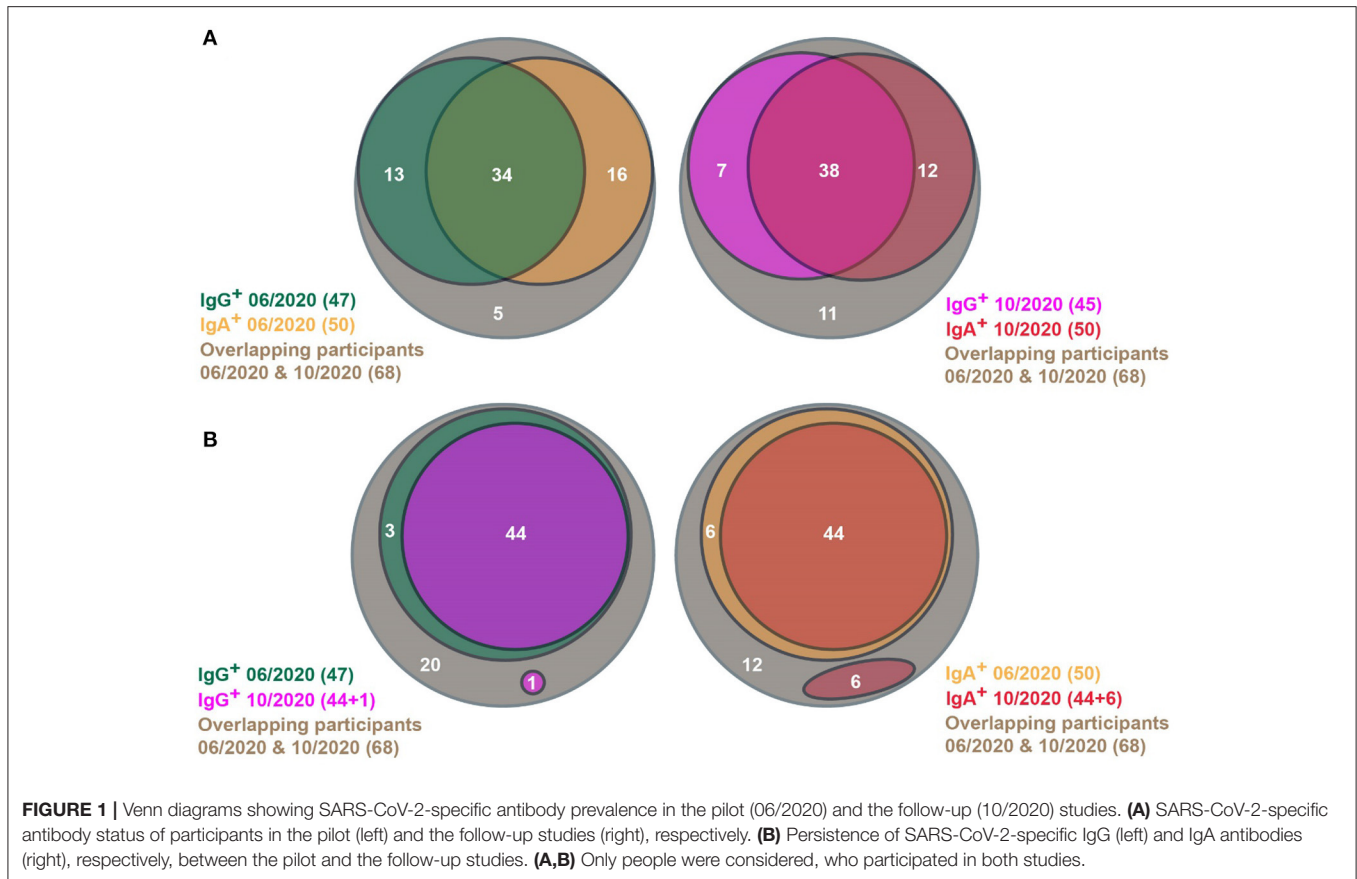 A
13
34
16
5
7
38
12
11
IgG+ 06/2020 (47)
IgA+ 06/2020 (50)
Overlapping participants
06/2020 & 10/2020 (68)
IgG+ 10/2020 (45)
IgA+ 10/2020 (50)
Overlapping participants
06/2020 & 10/2020 (68)
B
3
44
20
1
6
44
12
6
IgG+ 06/2020 (47)
IgG+ 10/2020 (44+1)
Overlapping participants
06/2020 & 10/2020 (68)
IgA+ 06/2020 (50)
IgA+ 10/2020 (44+6)
Overlapping participants
06/2020 & 10/2020 (68)
FIGURE 1 | Venn diagrams showing SARS-CoV-2-specific antibody prevalence in the pilot (06/2020) and the follow-up (10/2020) studies. (A) SARS-CoV-2-specific
antibody status of participants in the pilot (left) and the follow-up studies (right), respectively. (B) Persistence of SARS-CoV-2-specific IgG (left) and IgA antibodies
(right), respectively, between the pilot and the follow-up studies. (A,B) Only people were considered, who participated in both studies.